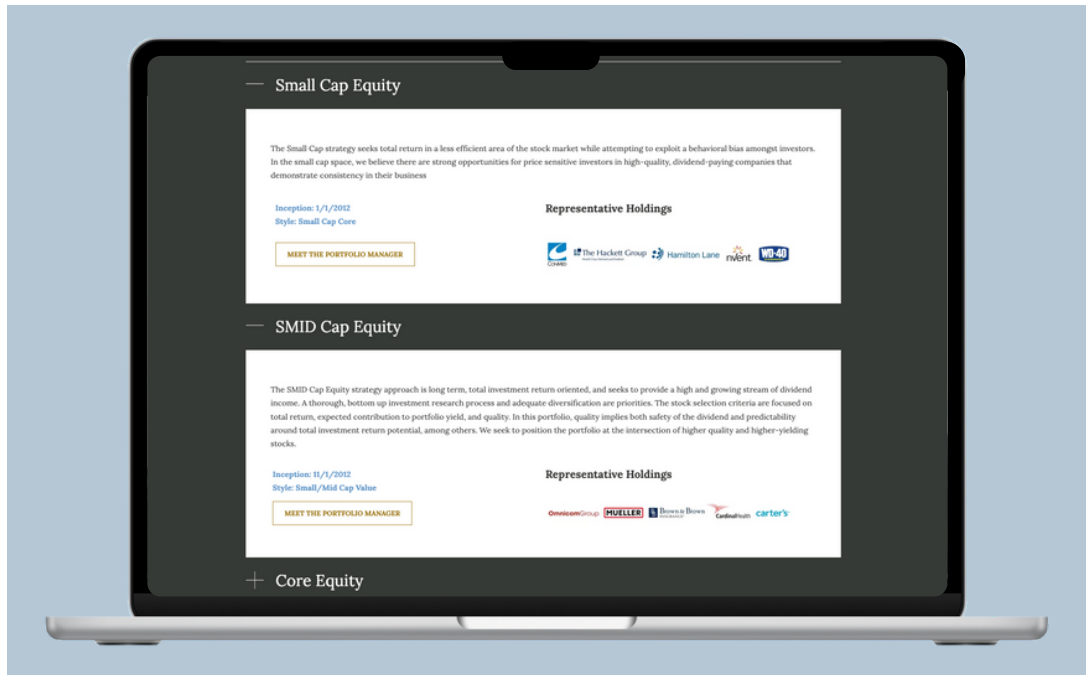 Small Cap Equity
The Small Cap strategy seeks total return in a less efficient area of the stock market while attempting to exploit a behavioral bias amongst investors.
In the small cap space, we believe there are strong opportunities for price sensitive investors in high-quality, dividend-paying companies that
demonstrate consistency in their business
Inception: 1/1/2012
Style: Small Cap Core
Representative Holdings
MEET THE PORTFOLIO MANAGER
CONMED The Hackett Group Hamilton Lane nvent WD-40
SMID Cap Equity
The SMID Cap Equity strategy approach is long term, total investment return oriented, and seeks to provide a high and growing stream of dividend
income. A thorough, bottom up investment research process and adequate diversification are priorities. The stock selection criteria are focused on
total return, expected contribution to portfolio yield, and quality. In this portfolio, quality implies both safety of the dividend and predictability
around total investment return potential, among others. We seek to position the portfolio at the intersection of higher quality and higher-yielding
stocks.
Inception: 11/1/2012
Style: Small/Mid Cap Value
Representative Holdings
MEET THE PORTFOLIO MANAGER
OmnicomGroup MUELLER Brown & Brown CardinalHealth carter's
Core Equity